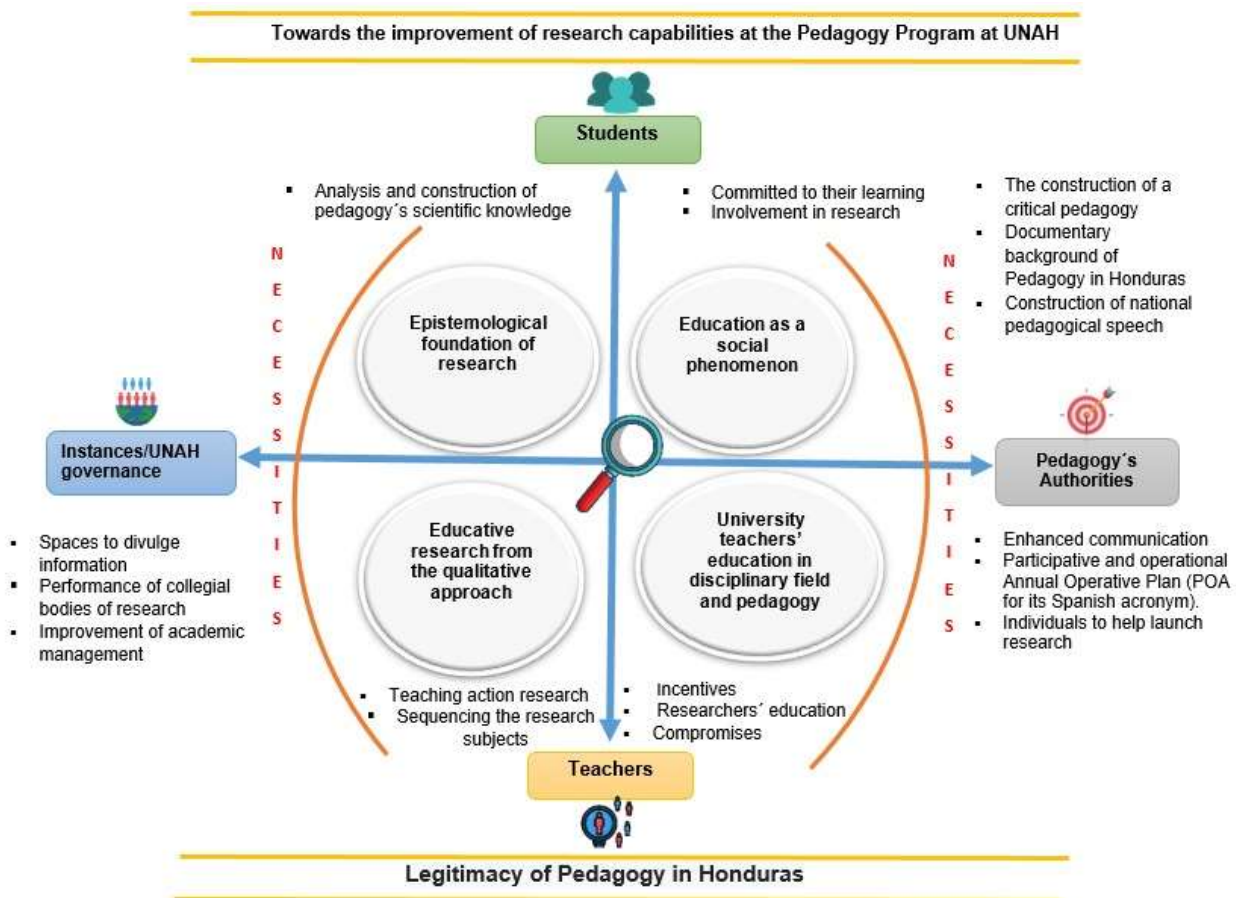 Towards the improvement of research capabilities at the Pedagogy Program at UNAH
Students
▪ Analysis and construction of
pedagogy´s scientific knowledge
▪ Committed to their learning
▪ Involvement in research
▪ The construction of a
critical pedagogy
▪ Documentary
background of
Pedagogy in Honduras
▪ Construction of national
pedagogical speech
NECESSITIES
Epistemological
foundation of
research
Education as a
social
phenomenon
NECESSITIES
Instances/UNAH
governance
Pedagogy´s
Authorities
▪ Spaces to divulge
information
▪ Performance of collegial
bodies of research
▪ Improvement of academic
management
Educative
research from
the qualitative
approach
University
teachers’
education in
disciplinary field
and pedagogy
▪ Enhanced communication
▪ Participative and operational
Annual Operative Plan (POA
for its Spanish acronym).
▪ Individuals to help launch
research
▪ Teaching action research
▪ Sequencing the research
subjects
▪ Incentives
▪ Researchers´ education
▪ Compromises
Teachers
Legitimacy of Pedagogy in Honduras